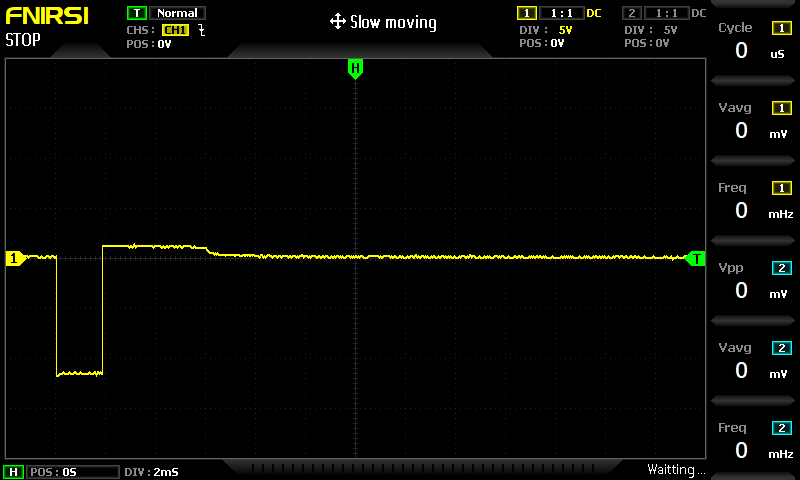 FNIRSI
STOP
T Normal
CHS: CH1
POS: 0V
Slow moving
1 1:1 DC
DIV: 5V
POS: 0V
2 1:1 DC
DIV: 5V
POS: 0V
H
1
T
Cycle 1
0 uS
Vavg 1
0 mV
Freq 1
0 mHz
Vpp 2
0 mV
Vavg 2
0 mV
Freq 2
0 mHz
H POS: 0S DIV: 2mS
Waitting...